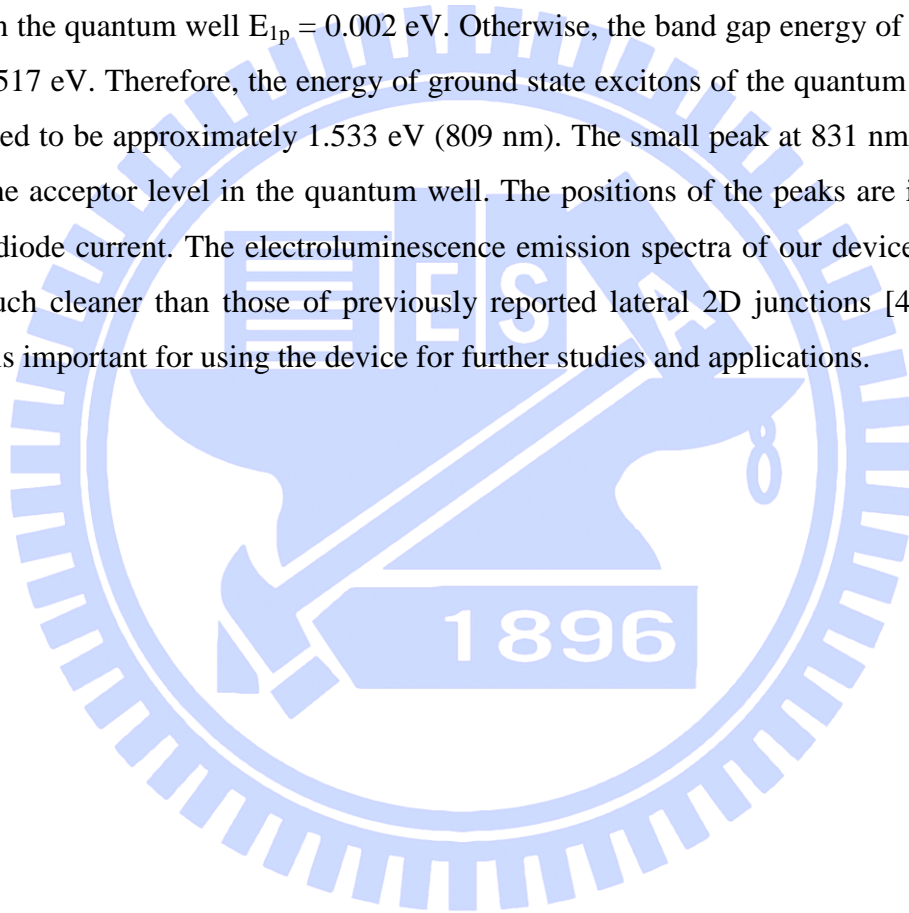 the quantum well E1p = 0.002 eV. Otherwise, the band gap energy of
517 eV. Therefore, the energy of ground state excitons of the quantum
ed to be approximately 1.533 eV (809 nm). The small peak at 831 nm
acceptor level in the quantum well. The positions of the peaks are
diode current. The electroluminescence emission spectra of our device
cleaner than those of previously reported lateral 2D junctions [4
is important for using the device for further studies and applications.
ESA
1896